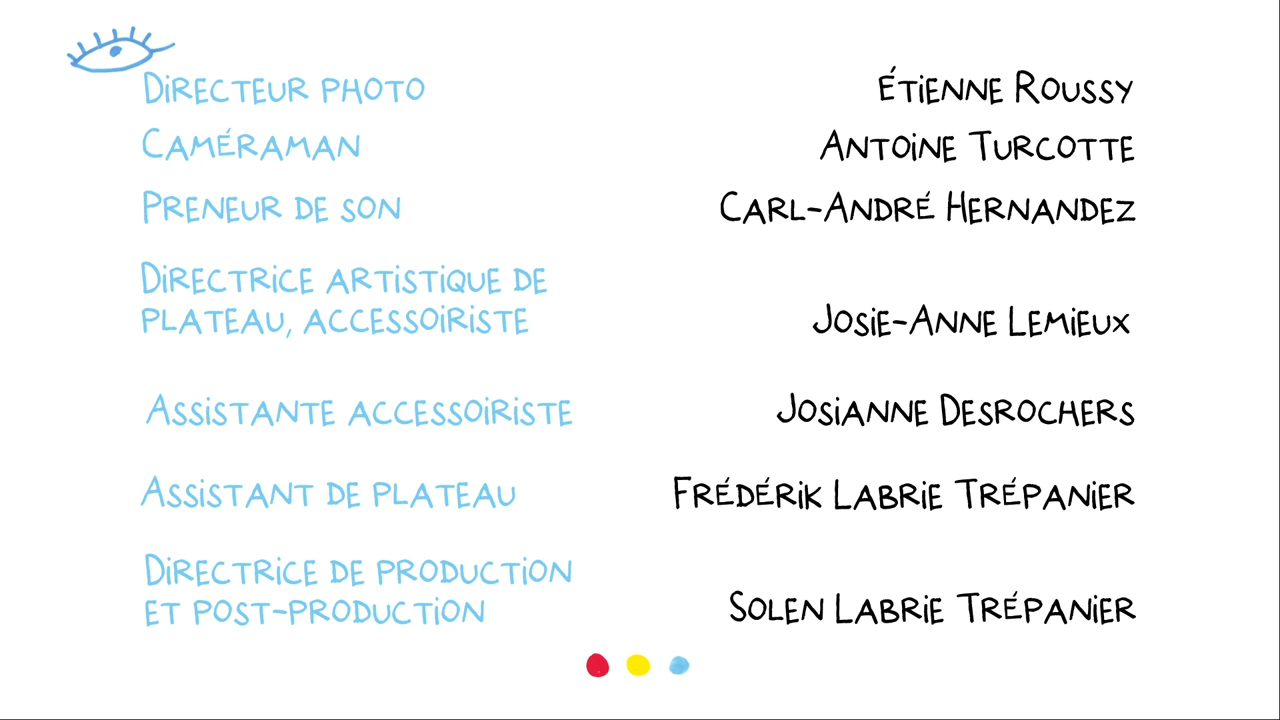 Directeur photo Étienne Roussy
Caméraman Antoine Turcotte
Preneur de son Carl-André Hernandez
Directrice artistique de
plateau, accessoiriste Josie-Anne Lemieux
Assistante accessoiriste Josianne Desrochers
Assistant de plateau Frédérik Labrie Trépanier
Directrice de production
et post-production Solen Labrie Trépanier